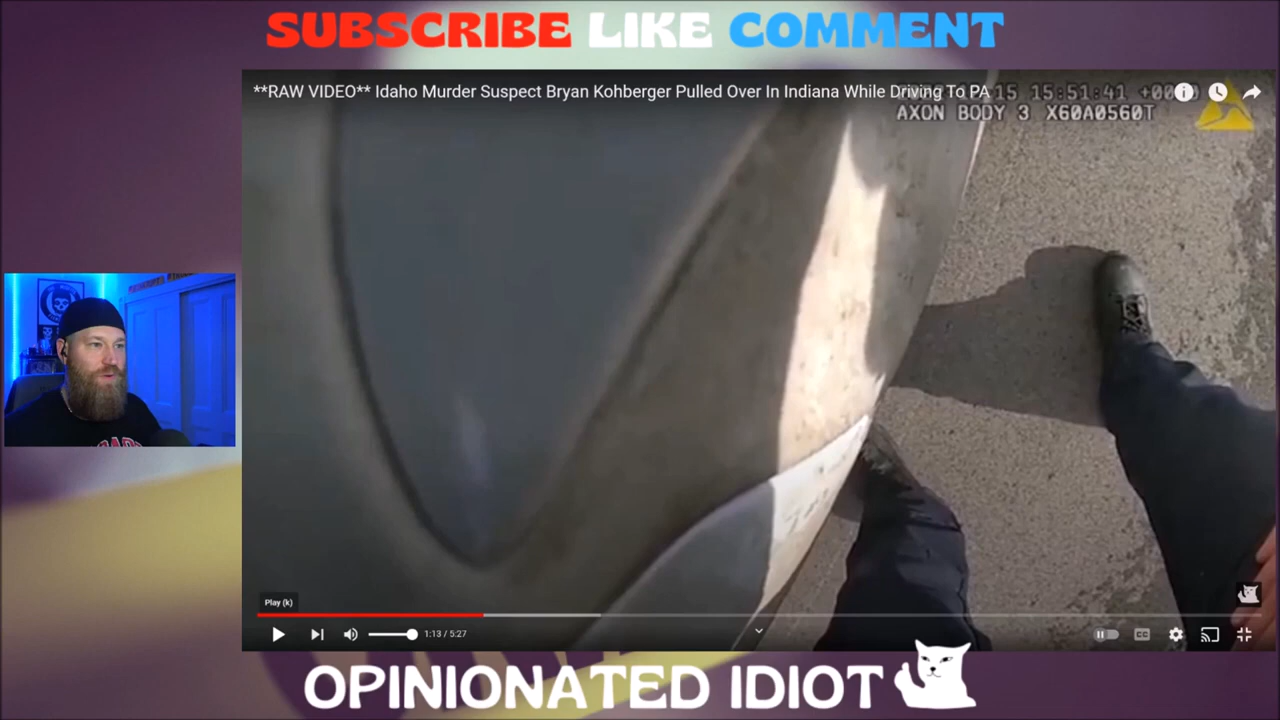 SUBSCRIBE LIKE COMMENT
**RAW VIDEO** Idaho Murder Suspect Bryan Kohberger Pulled Over In Indiana While Driving To PA
15 15:51:41
AXON BODY 3 X60A0560T
Play (k)
1:13 / 5:27
CC
OPINIONATED IDIOT